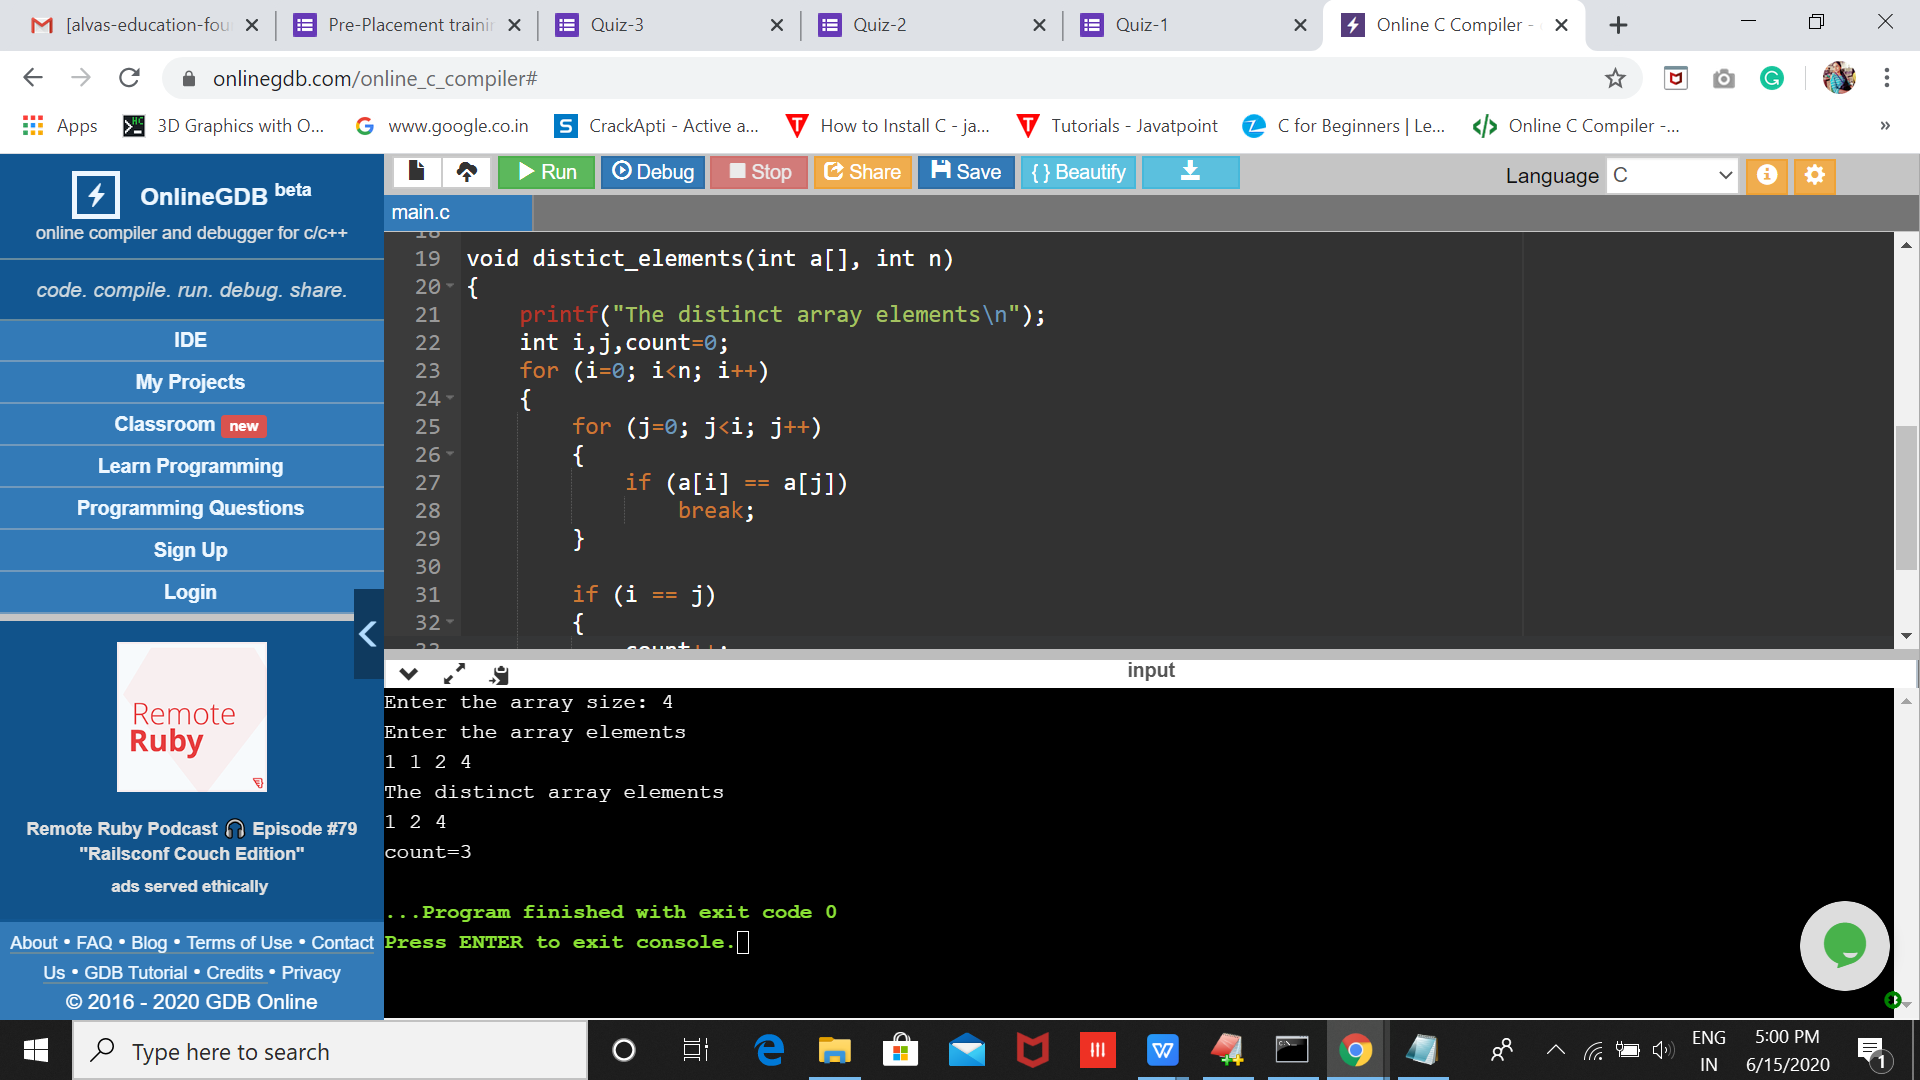 [alvas-education-fou
Pre-Placement traini
Quiz-3
Quiz-2
Quiz-1
Online C Compiler -
onlinegdb.com/online_c_compiler#
Apps
3D Graphics with O...
www.google.co.in
CrackApti - Active a...
How to Install C - ja...
Tutorials - Javatpoint
C for Beginners | Le...
Online C Compiler -...
»
OnlineGDB beta
online compiler and debugger for c/c++
code. compile. run. debug. share.
IDE
My Projects
Classroom new
Learn Programming
Programming Questions
Sign Up
Login
Remote
Ruby
Remote Ruby Podcast 🎧 Episode #79
"Railsconf Couch Edition"
ads served ethically
About • FAQ • Blog • Terms of Use • Contact
Us • GDB Tutorial • Credits • Privacy
© 2016 - 2020 GDB Online
Run Debug Stop Share Save { } Beautify
Language C
main.c
18
19 void distict_elements(int a[], int n)
20 {
21 printf("The distinct array elements\n");
22 int i,j,count=0;
23 for (i=0; i<n; i++)
24 {
25 for (j=0; j<i; j++)
26 {
27 if (a[i] == a[j])
28 break;
29 }
30
31 if (i == j)
32 {
33 count++;
input
Enter the array size: 4
Enter the array elements
1 1 2 4
The distinct array elements
1 2 4
count=3
...Program finished with exit code 0
Press ENTER to exit console.
Type here to search
ENG
IN
5:00 PM
6/15/2020
1